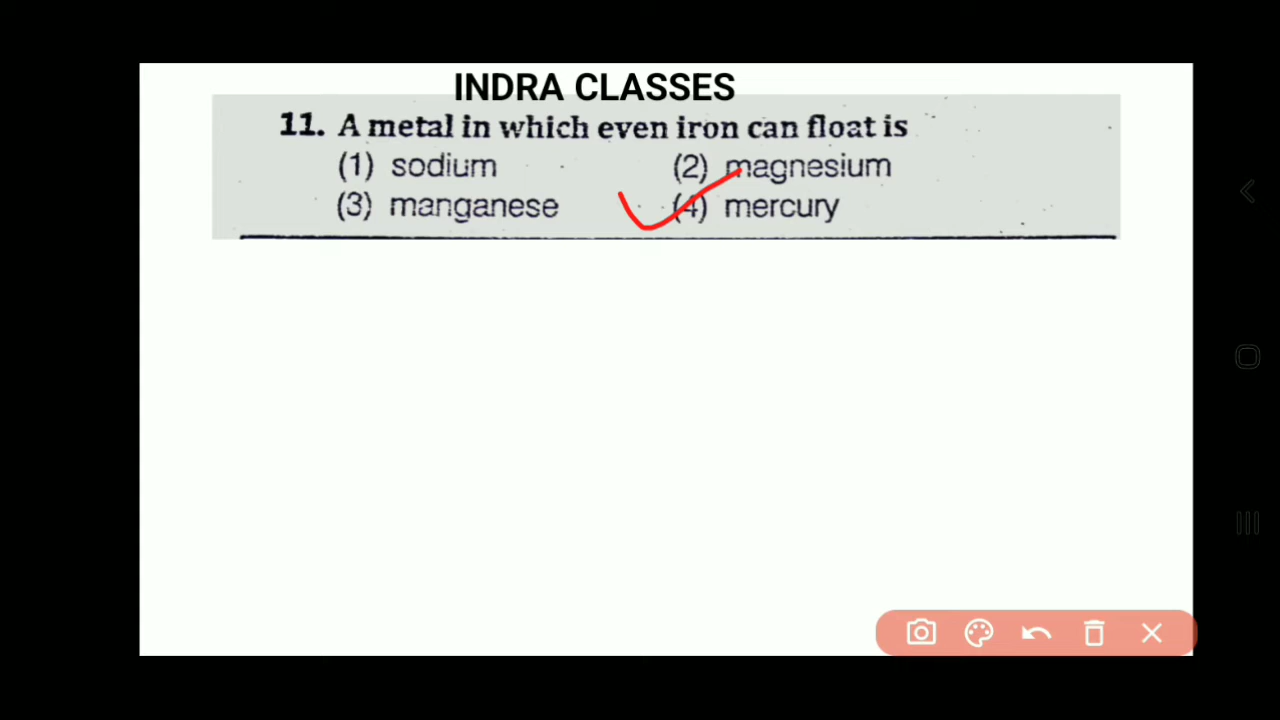 INDRA CLASSES
11. A metal in which even iron can float is
(1) sodium (2) magnesium
(3) manganese (4) mercury